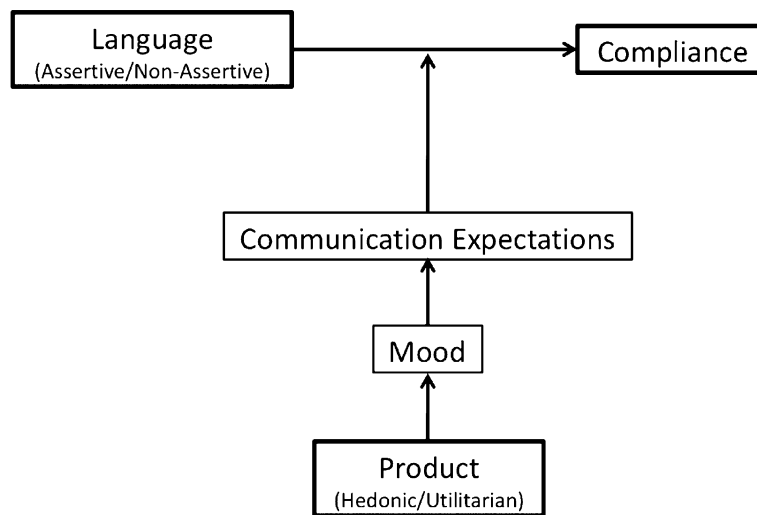 Language
(Assertive/Non-Assertive)
Compliance
Communication Expectations
Mood
Product
(Hedonic/Utilitarian)